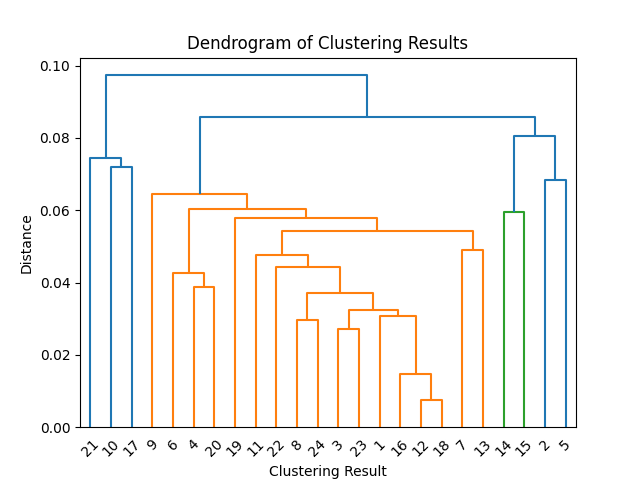 Dendrogram of Clustering Results
0.10
0.08
0.06
0.04
0.02
0.00
Distance
21 10 17 9 6 4 20 19 11 22 8 24 3 23 1 16 12 18 7 13 14 15 2 5
Clustering Result